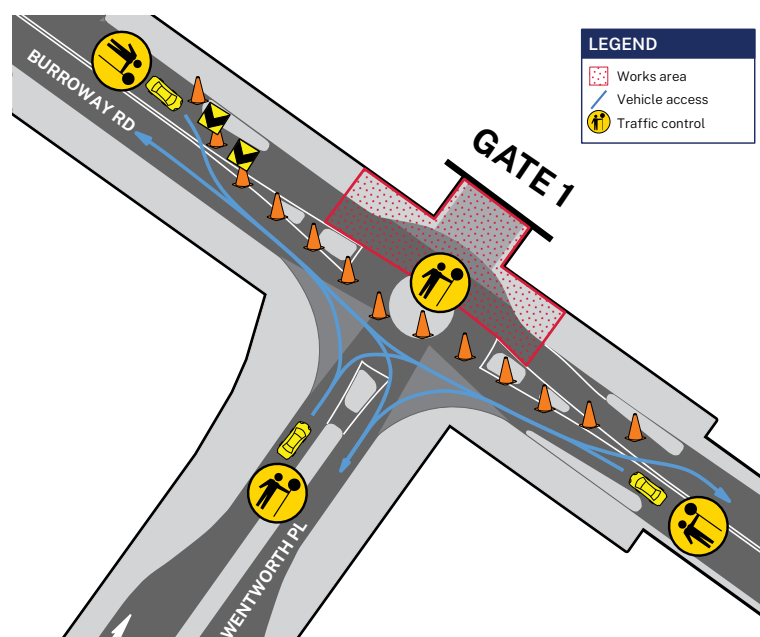 BURROWAY RD
GATE 1
WENTWORTH PL
LEGEND
Works area
Vehicle access
Traffic control